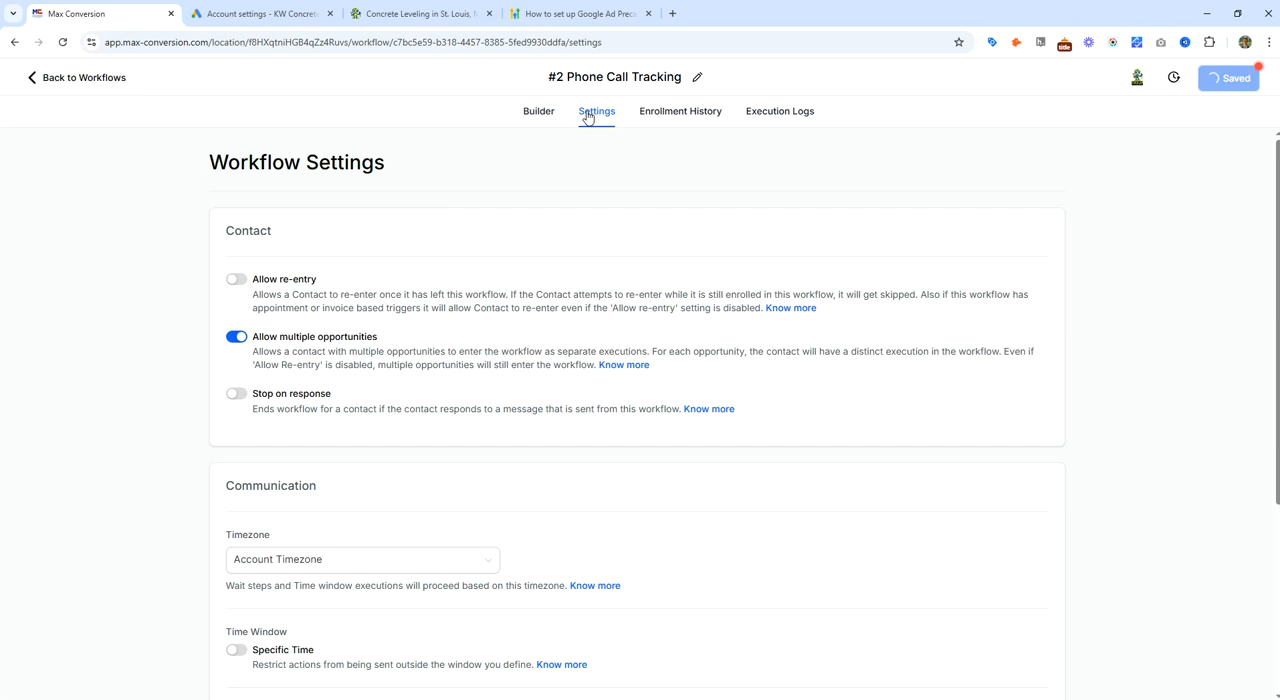 Max Conversion
Account settings - KW Concrete
Concrete Leveling in St. Louis,
How to set up Google Ad Preci
app.max-conversion.com/location/f8HXqtniHGB4qZz4Ruvs/workflow/c7bc5e59-b318-4457-8385-5fed9930ddfa/settings
Back to Workflows
#2 Phone Call Tracking
Saved
Builder
Settings
Enrollment History
Execution Logs
Workflow Settings
Contact
Allow re-entry
Allows a Contact to re-enter once it has left this workflow. If the Contact attempts to re-enter while it is still enrolled in this workflow, it will get skipped. Also if this workflow has
appointment or invoice based triggers it will allow Contact to re-enter even if the 'Allow re-entry' setting is disabled. Know more
Allow multiple opportunities
Allows a contact with multiple opportunities to enter the workflow as separate executions. For each opportunity, the contact will have a distinct execution in the workflow. Even if
'Allow Re-entry' is disabled, multiple opportunities will still enter the workflow. Know more
Stop on response
Ends workflow for a contact if the contact responds to a message that is sent from this workflow. Know more
Communication
Timezone
Account Timezone
Wait steps and Time window executions will proceed based on this timezone. Know more
Time Window
Specific Time
Restrict actions from being sent outside the window you define. Know more